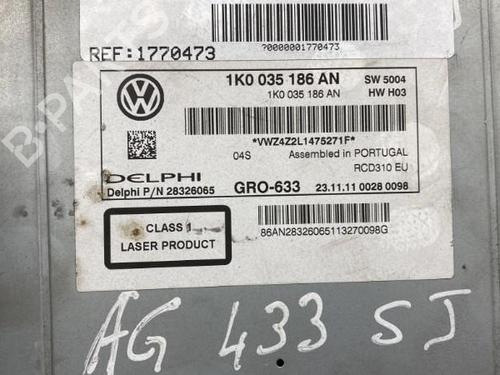 REF:1770473
?0000001770473
1K0 035 186 AN
SW 5004
1K0 035 186 AN
HW H03
*VWZ4Z2L1475271F*
04S
Assembled in PORTUGAL
RCD310 EU
DELPHI
Delphi P/N 28326065
GRO-633
23.11.11 0028 0098
CLASS 1
LASER PRODUCT
86AN28326065113270098G
AG 433 SJ
B-PARTS